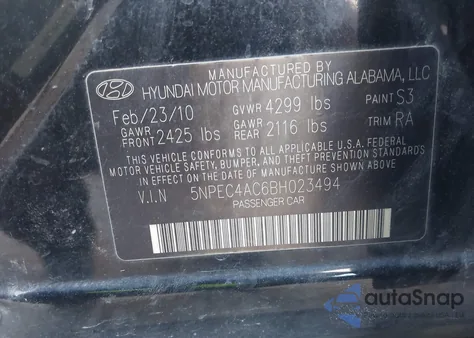 MANUFACTURED BY
HYUNDAI MOTOR MANUFACTURING ALABAMA, LLC
Feb/23/10 GVWR 4299 lbs PAINT S3
GAWR FRONT 2425 lbs GAWR REAR 2116 lbs TRIM RA
THIS VEHICLE CONFORMS TO ALL APPLICABLE U.S.A. FEDERAL
MOTOR VEHICLE SAFETY, BUMPER, AND THEFT PREVENTION STANDARDS
IN EFFECT ON THE DATE OF MANUFACTURE SHOWN ABOVE.
V.I.N 5NPEC4AC6BH023494
PASSENGER CAR
autoSnap